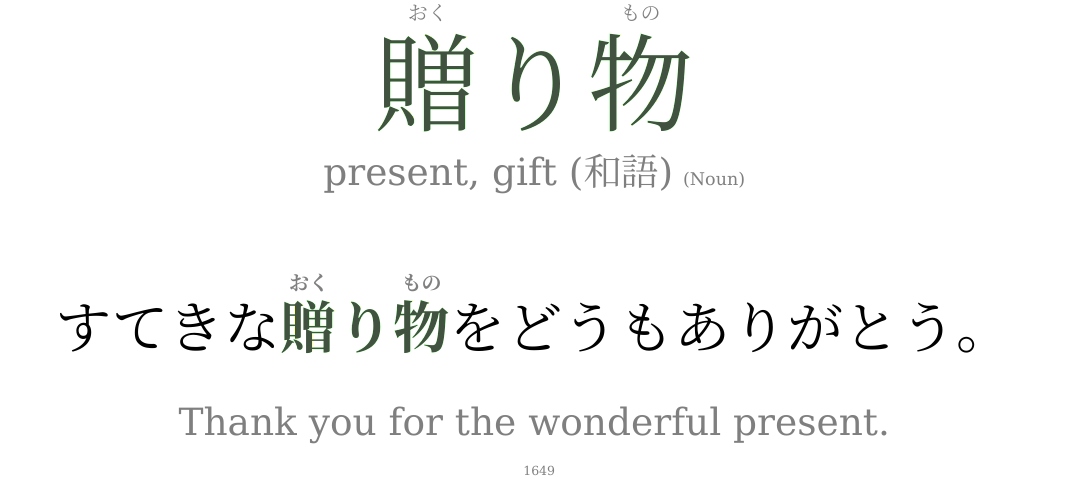 おく もの
贈り物
present, gift (和語) (Noun)
おく もの
すてきな贈り物をどうもありがとう。
Thank you for the wonderful present.
1649